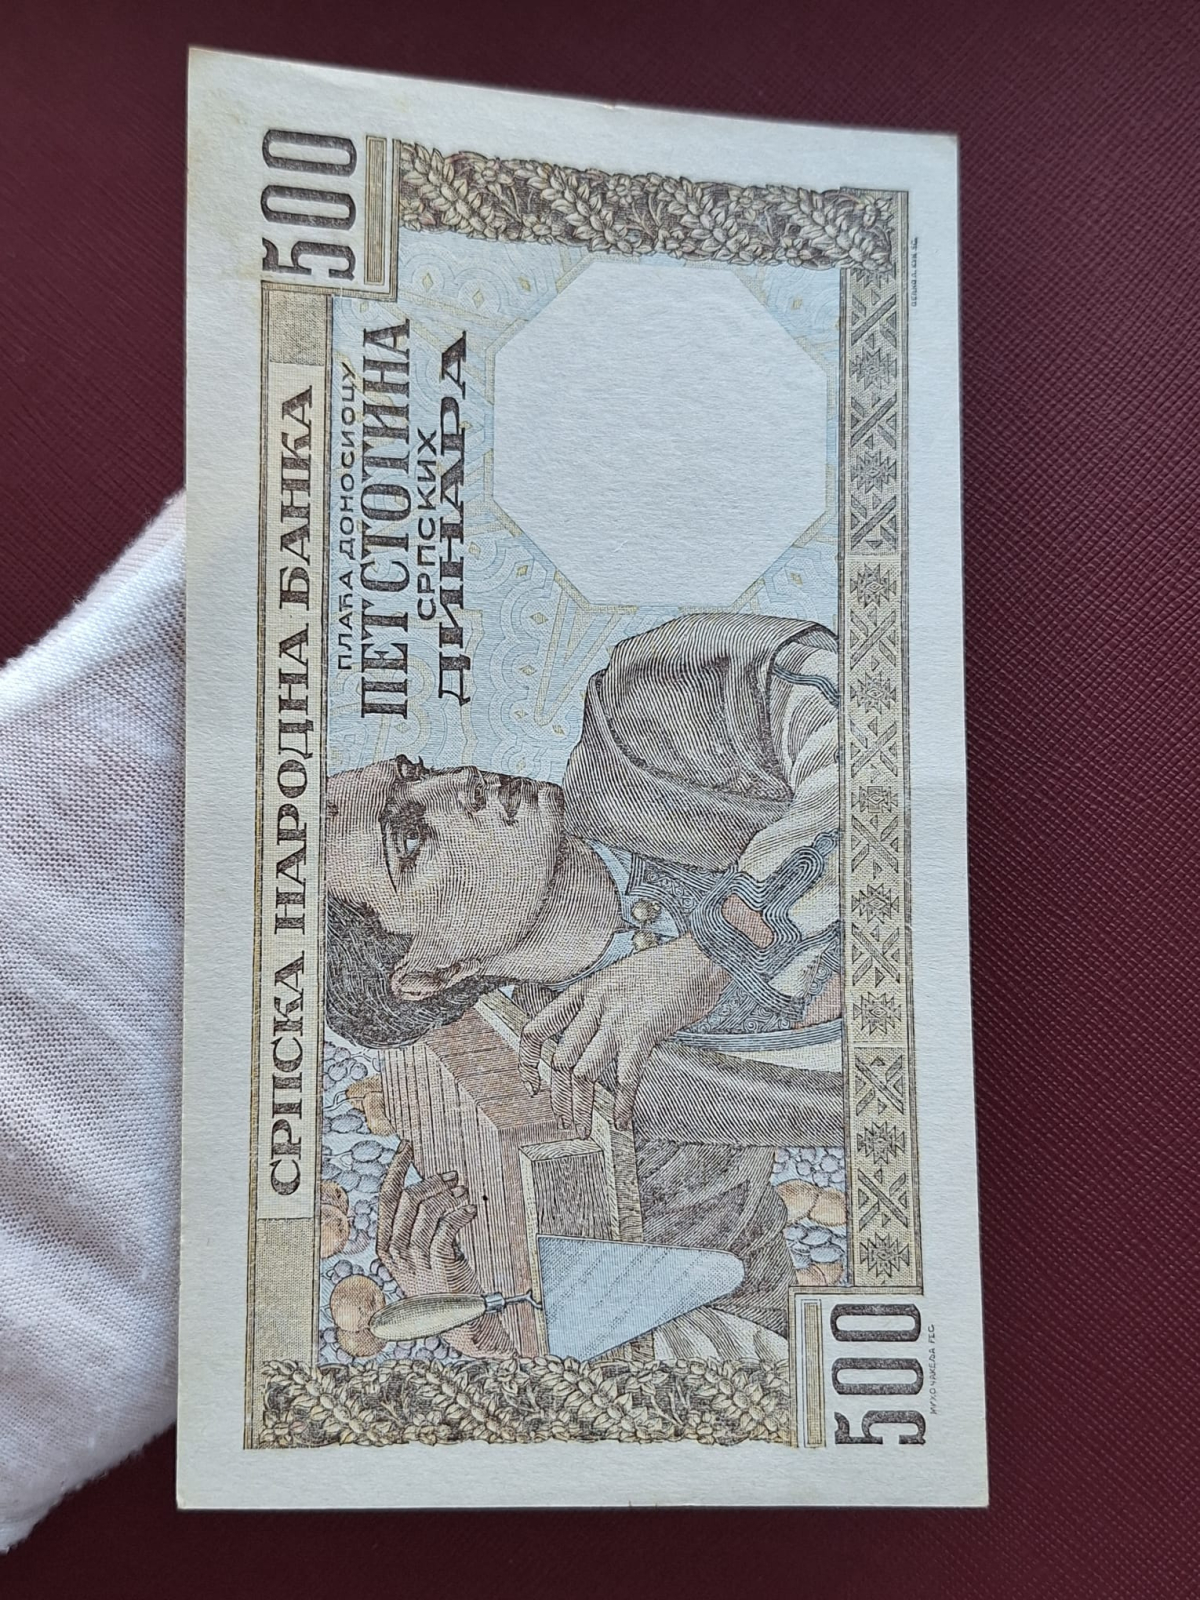 500
СРПСКА НАРОДНА БАНКА
ПЛАЋА ДОНОСИОЦУ
ПЕТСТОТИНА
СРПСКИХ
ДИНАРА
500